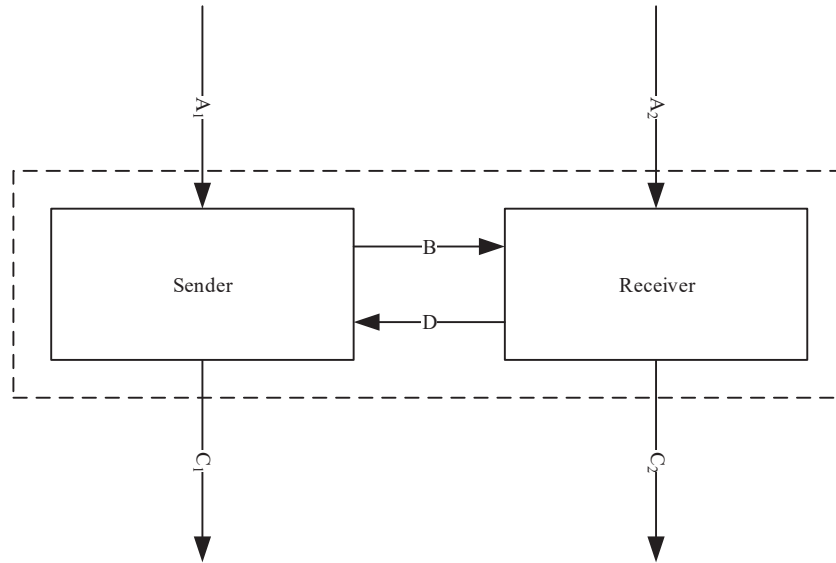 A₁
A₂
B
Sender
Receiver
D
C₁
C₂